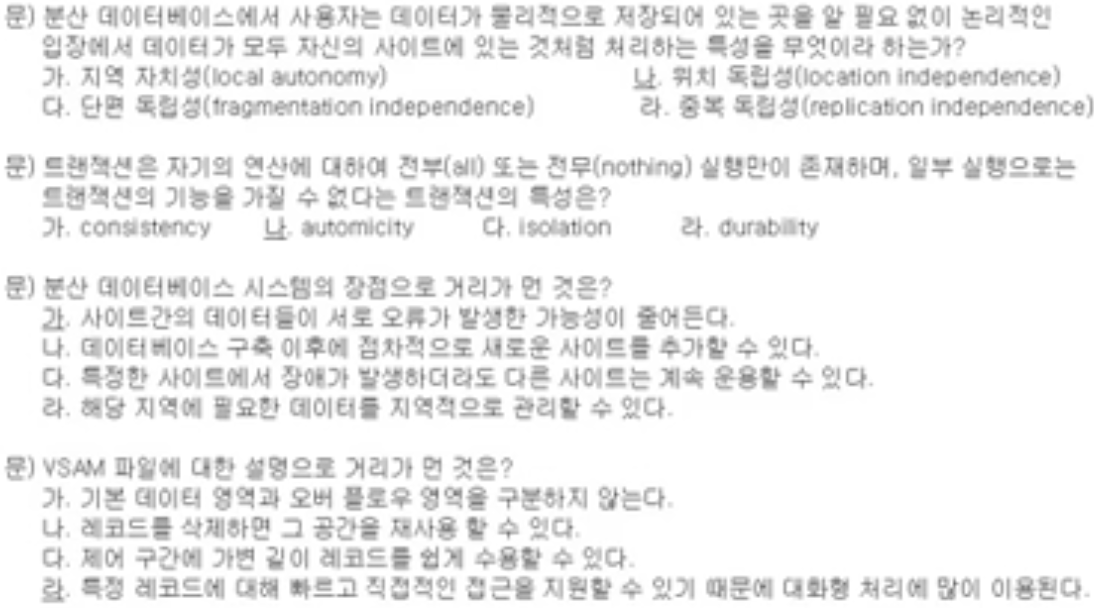 문) 분산 데이터베이스에서 사용자는 데이터가 물리적으로 저장되어 있는 곳을 알 필요 없이 논리적인
입장에서 데이터가 모두 자신의 사이트에 있는 것처럼 처리하는 특성을 무엇이라 하는가?
가. 지역 자치성(local autonomy) 나. 위치 독립성(location independence)
다. 단편 독립성(fragmentation independence) 라. 중복 독립성(replication independence)
문) 트랜잭션은 자기의 연산에 대하여 전부(all) 또는 전무(nothing) 실행만이 존재하며, 일부 실행으로는
트랜잭션의 기능을 가질 수 없다는 트랜잭션의 특성은?
가. consistency 나. automicity 다. isolation 라. durability
문) 분산 데이터베이스 시스템의 장점으로 거리가 먼 것은?
가. 사이트간의 데이터들이 서로 오류가 발생한 가능성이 줄어든다.
나. 데이터베이스 구축 이후에 점차적으로 새로운 사이트를 추가할 수 있다.
다. 특정한 사이트에서 장애가 발생하더라도 다른 사이트는 계속 운용할 수 있다.
라. 해당 지역에 필요한 데이터를 지역적으로 관리할 수 있다.
문) VSAM 파일에 대한 설명으로 거리가 먼 것은?
가. 기본 데이터 영역과 오버 플로우 영역을 구분하지 않는다.
나. 레코드를 삭제하면 그 공간을 재사용 할 수 있다.
다. 제어 구간에 가변 길이 레코드를 쉽게 수용할 수 있다.
라. 특정 레코드에 대해 빠르고 직접적인 접근을 지원할 수 있기 때문에 대화형 처리에 많이 이용된다.